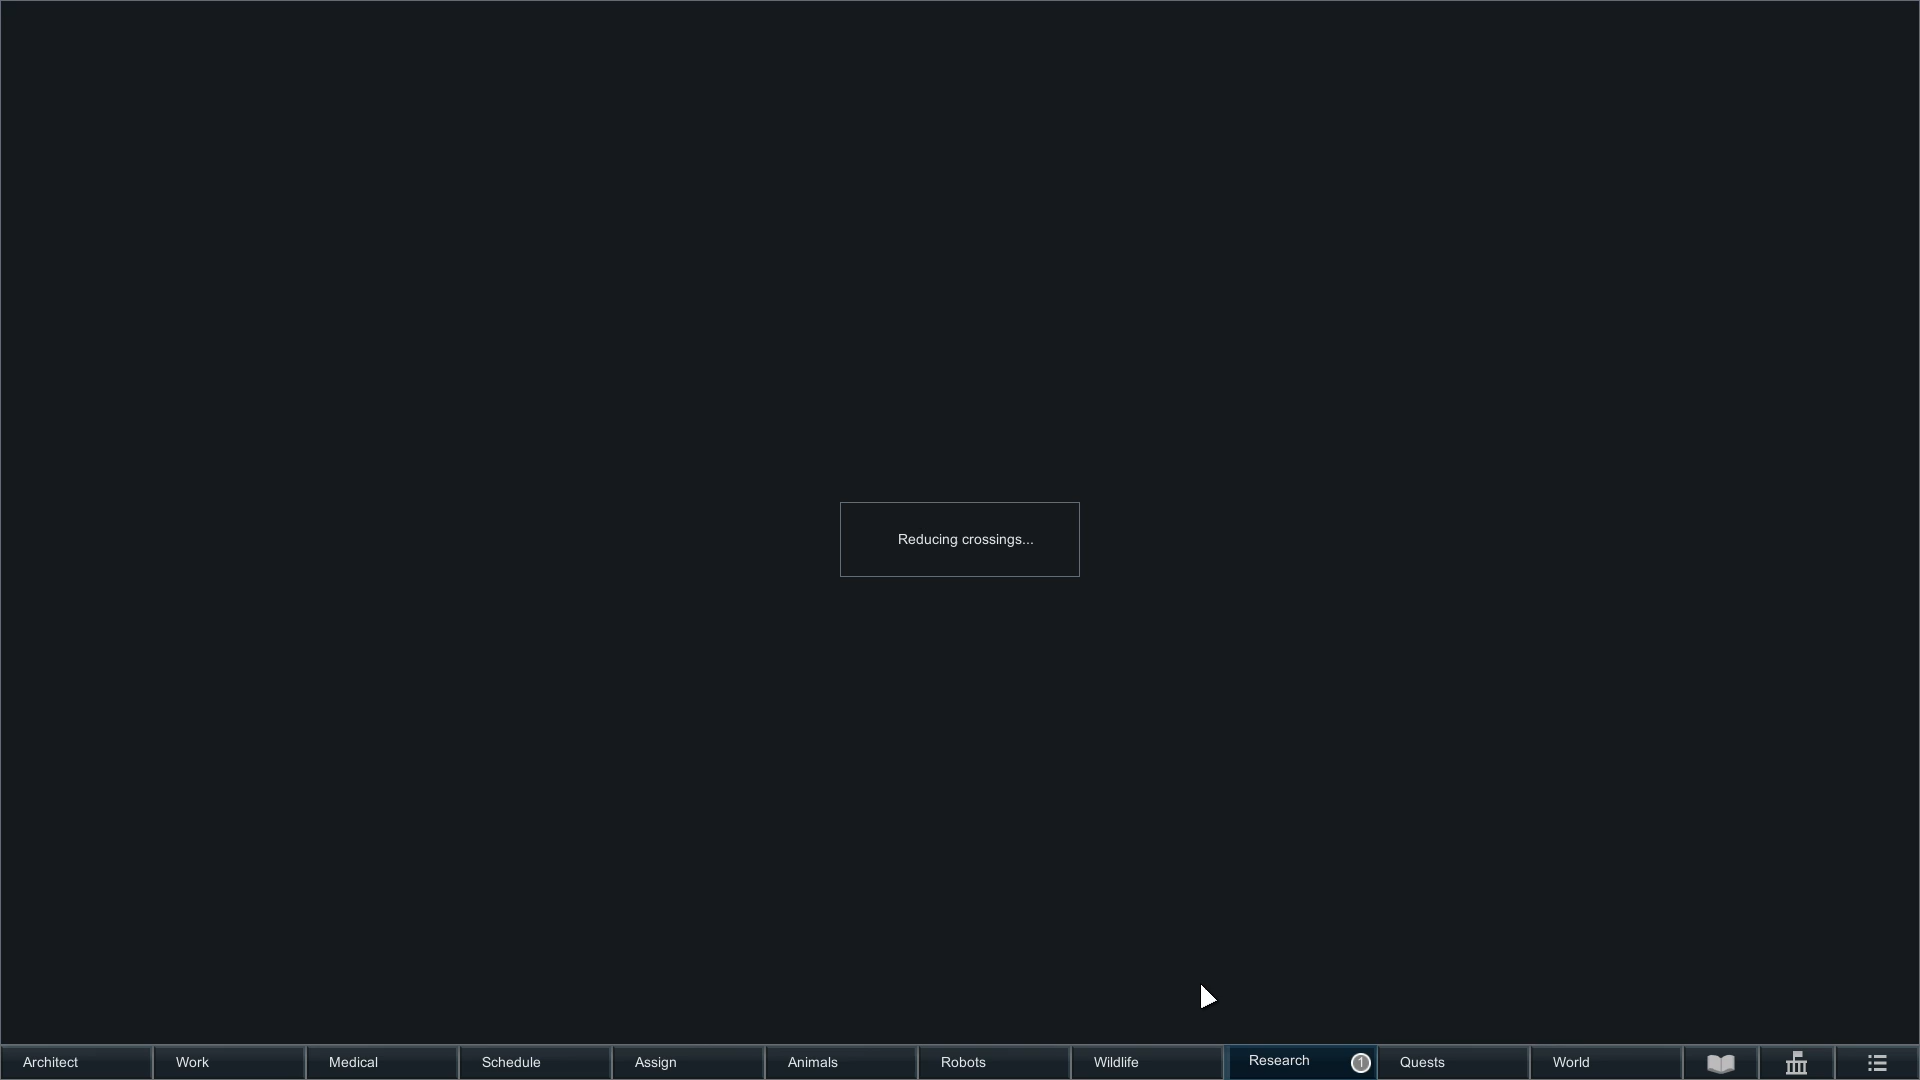 Reducing crossings...
Architect
Work
Medical
Schedule
Assign
Animals
Robots
Wildlife
Research
1
Quests
World